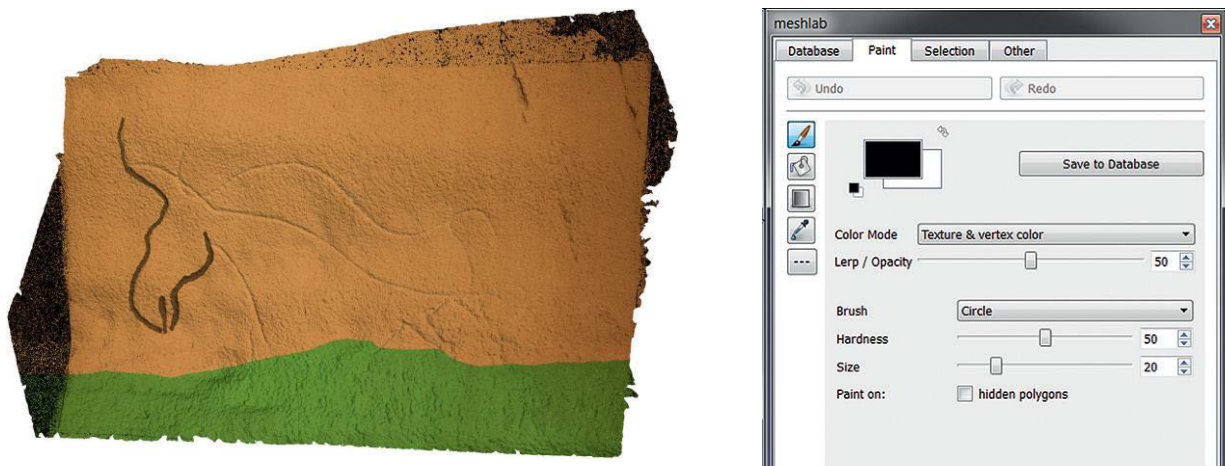 meshlab
Database Paint Selection Other
Undo Redo
Save to Database
Color Mode Texture & vertex color
Lerp / Opacity 50
Brush Circle
Hardness 50
Size 20
Paint on: hidden polygons